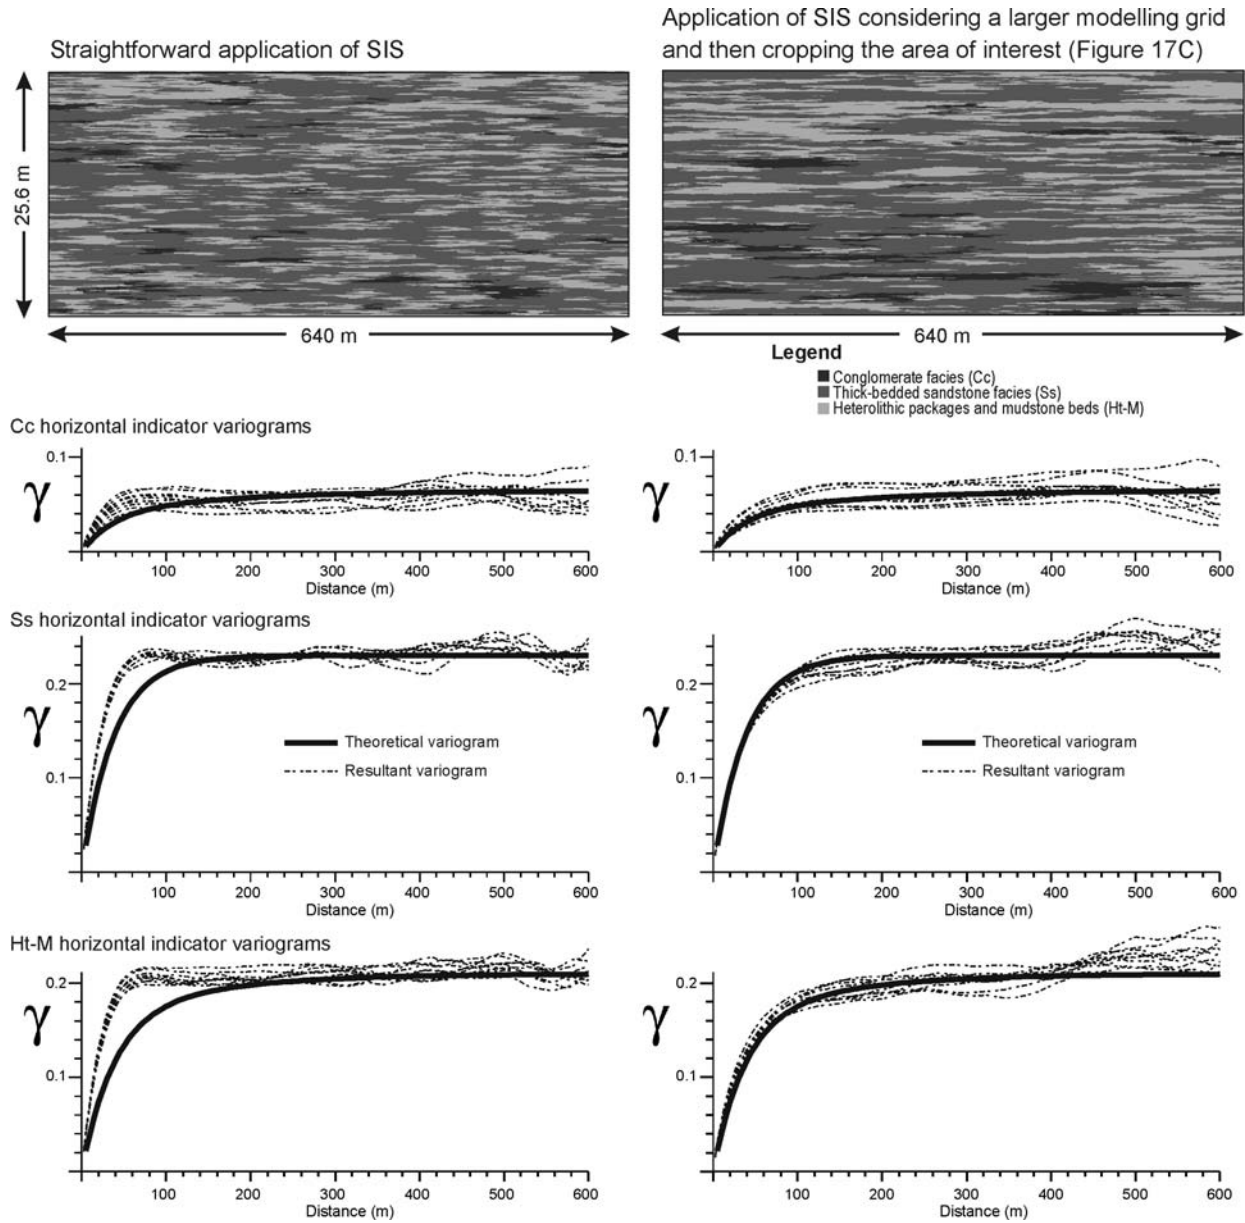 Straightforward application of SIS
Application of SIS considering a larger modelling grid
and then cropping the area of interest (Figure 17C)
25.6 m
640 m
640 m
Legend
Conglomerate facies (Cc)
Thick-bedded sandstone facies (Ss)
Heterolithic packages and mudstone beds (Ht-M)
Cc horizontal indicator variograms
0.1
γ
100 200 300 400 500 600
Distance (m)
0.1
γ
100 200 300 400 500 600
Distance (m)
Ss horizontal indicator variograms
0.2
γ
0.1
Theoretical variogram
Resultant variogram
100 200 300 400 500 600
Distance (m)
0.2
γ
0.1
Theoretical variogram
Resultant variogram
100 200 300 400 500 600
Distance (m)
Ht-M horizontal indicator variograms
0.2
γ
0.1
100 200 300 400 500 600
Distance (m)
0.2
γ
0.1
100 200 300 400 500 600
Distance (m)